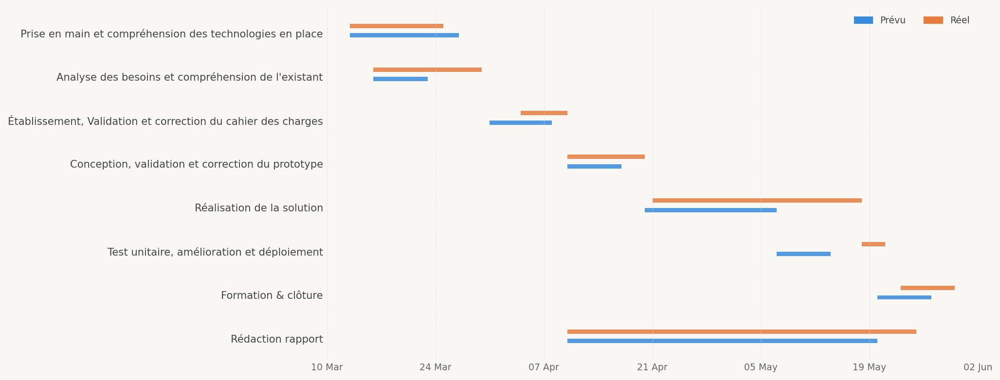 Prévu
Réel
Prise en main et compréhension des technologies en place
Analyse des besoins et compréhension de l'existant
Établissement, Validation et correction du cahier des charges
Conception, validation et correction du prototype
Réalisation de la solution
Test unitaire, amélioration et déploiement
Formation & clôture
Rédaction rapport
10 Mar 24 Mar 07 Apr 21 Apr 05 May 19 May 02 Jun